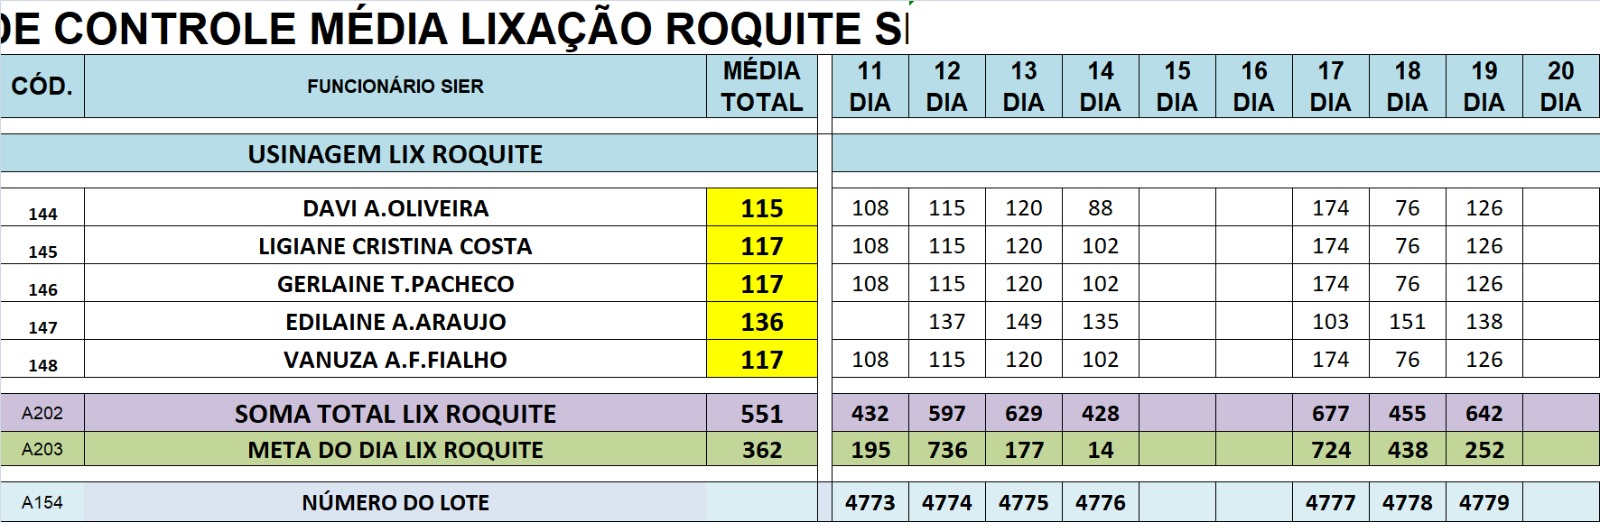 DE CONTROLE MÉDIA LIXAÇÃO ROQUITE S
CÓD. FUNCIONÁRIO SIER MÉDIA TOTAL 11 DIA 12 DIA 13 DIA 14 DIA 15 DIA 16 DIA 17 DIA 18 DIA 19 DIA 20 DIA
USINAGEM LIX ROQUITE
144 DAVI A.OLIVEIRA 115 108 115 120 88 174 76 126
145 LIGIANE CRISTINA COSTA 117 108 115 120 102 174 76 126
146 GERLAINE T.PACHECO 117 108 115 120 102 174 76 126
147 EDILAINE A.ARAUJO 136 137 149 135 103 151 138
148 VANUZA A.F.FIALHO 117 108 115 120 102 174 76 126
A202 SOMA TOTAL LIX ROQUITE 551 432 597 629 428 677 455 642
A203 META DO DIA LIX ROQUITE 362 195 736 177 14 724 438 252
A154 NÚMERO DO LOTE 4773 4774 4775 4776 4777 4778 4779